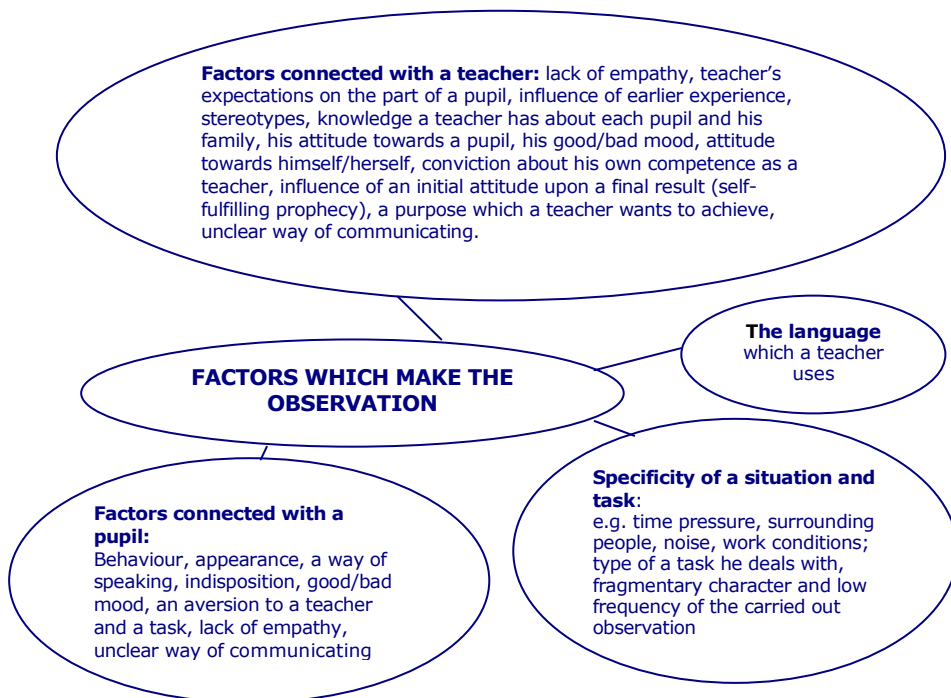 Factors connected with a teacher: lack of empathy, teacher’s
expectations on the part of a pupil, influence of earlier experience,
stereotypes, knowledge a teacher has about each pupil and his
family, his attitude towards a pupil, his good/bad mood, attitude
towards himself/herself, conviction about his own competence as a
teacher, influence of an initial attitude upon a final result (self-
fulfilling prophecy), a purpose which a teacher wants to achieve,
unclear way of communicating.
The language
which a teacher
uses
FACTORS WHICH MAKE THE
OBSERVATION
Factors connected with a
pupil:
Behaviour, appearance, a way of
speaking, indisposition, good/bad
mood, an aversion to a teacher
and a task, lack of empathy,
unclear way of communicating
Specificity of a situation and
task:
e.g. time pressure, surrounding
people, noise, work conditions;
type of a task he deals with,
fragmentary character and low
frequency of the carried out
observation